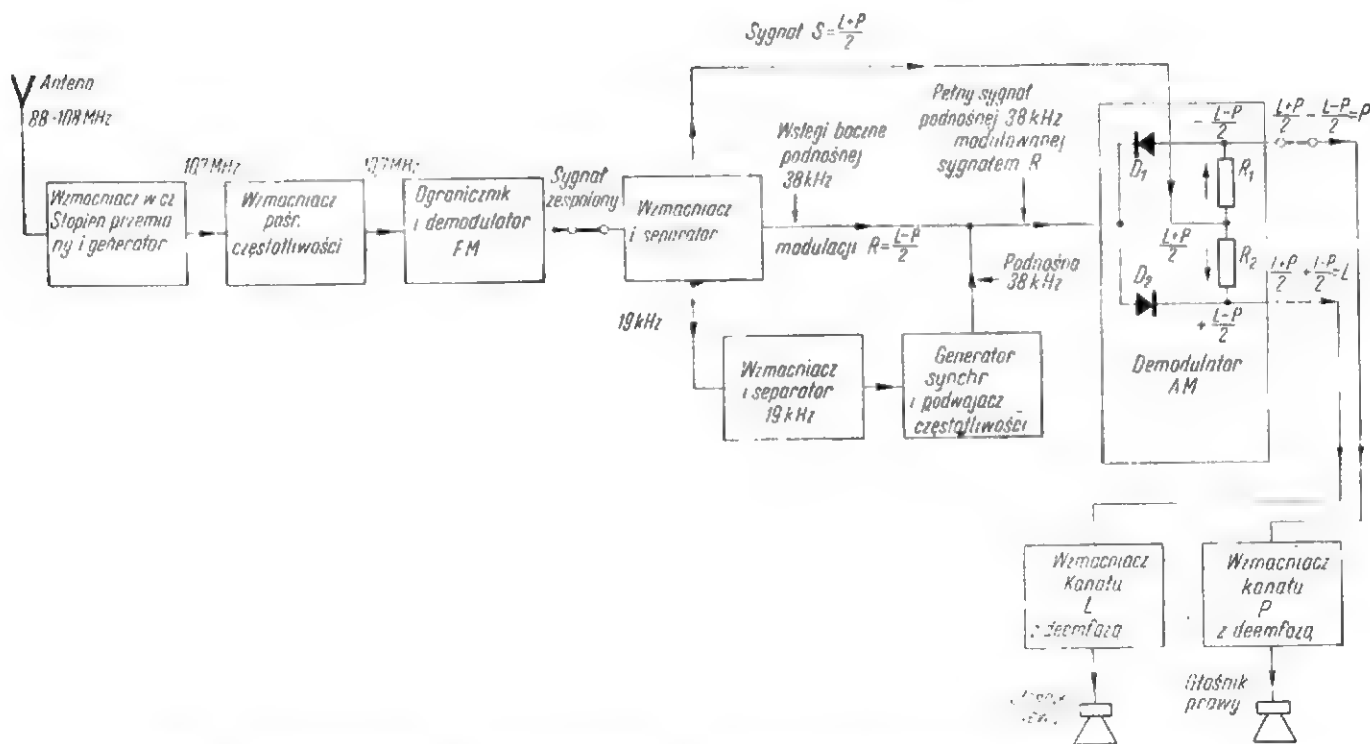 Sygnał S = (L+P)/2
Antena
88-108 MHz
10,7 MHz
10,7 MHz
Sygnał
zespolony
Wstęgi boczne
podnośnej
38 kHz
Pełny sygnał
podnośnej 38 kHz
modulowanej
sygnałem R
Wzmacniacz w cz
Stopień przemia
ny i generator
Wzmacniacz
pośr.
częstotliwości
Ogranicznik
i demodulator
FM
Wzmacniacz
i separator
modulacji R = (L-P)/2
Podnośna
38 kHz
19 kHz
Wzmacniacz
i separator
19 kHz
Generator
synchr
i podwajacz
częstotliwości
- (L-P)/2
D1
R1
(L+P)/2
R2
D2
+ (L-P)/2
Demodulator
AM
(L+P)/2 - (L-P)/2 = P
(L+P)/2 + (L-P)/2 = L
Wzmacniacz
Kanału
L
z deemfazą
Wzmacniacz
kanału
P
z deemfazą
Głośnik
prawy